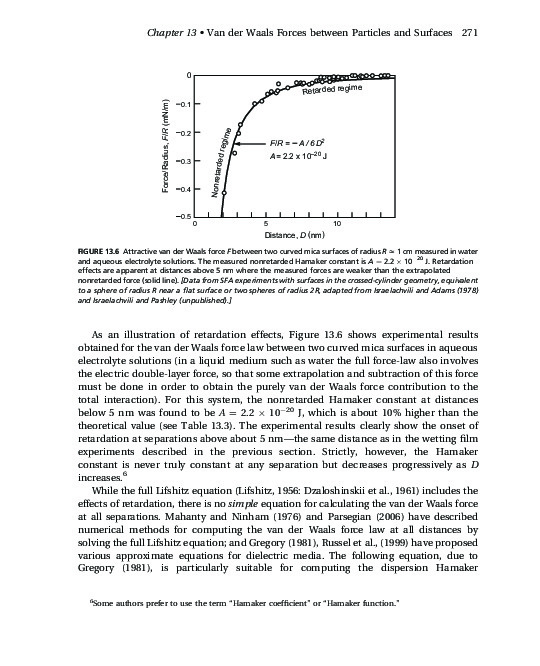 Chapter 13 • Van der Waals Forces between Particles and Surfaces 271
Force/Radius, F/R (mN/m)
0
−0.1
−0.2
−0.3
−0.4
−0.5
Nonretarded regime
Retarded regime
F/R = − A / 6 D²
A = 2.2 x 10⁻²⁰ J
0
5
10
Distance, D (nm)
FIGURE 13.6 Attractive van der Waals force F between two curved mica surfaces of radius R ≈ 1 cm measured in water
and aqueous electrolyte solutions. The measured nonretarded Hamaker constant is A = 2.2 × 10⁻²⁰ J. Retardation
effects are apparent at distances above 5 nm where the measured forces are weaker than the extrapolated
nonretarded force (solid line). [Data from SFA experiments with surfaces in the crossed-cylinder geometry, equivalent
to a sphere of radius R near a flat surface or two spheres of radius 2R, adapted from Israelachvili and Adams (1978)
and Israelachvili and Pashley (unpublished).]
As an illustration of retardation effects, Figure 13.6 shows experimental results
obtained for the van der Waals force law between two curved mica surfaces in aqueous
electrolyte solutions (in a liquid medium such as water the full force-law also involves
the electric double-layer force, so that some extrapolation and subtraction of this force
must be done in order to obtain the purely van der Waals force contribution to the
total interaction). For this system, the nonretarded Hamaker constant at distances
below 5 nm was found to be A = 2.2 × 10⁻²⁰ J, which is about 10% higher than the
theoretical value (see Table 13.3). The experimental results clearly show the onset of
retardation at separations above about 5 nm—the same distance as in the wetting film
experiments described in the previous section. Strictly, however, the Hamaker
constant is never truly constant at any separation but decreases progressively as D
increases.⁶
While the full Lifshitz equation (Lifshitz, 1956: Dzaloshinskii et al., 1961) includes the
effects of retardation, there is no simple equation for calculating the van der Waals force
at all separations. Mahanty and Ninham (1976) and Parsegian (2006) have described
numerical methods for computing the van der Waals force law at all distances by
solving the full Lifshitz equation; and Gregory (1981), Russel et al., (1999) have proposed
various approximate equations for dielectric media. The following equation, due to
Gregory (1981), is particularly suitable for computing the dispersion Hamaker
⁶Some authors prefer to use the term “Hamaker coefficient” or “Hamaker function.”